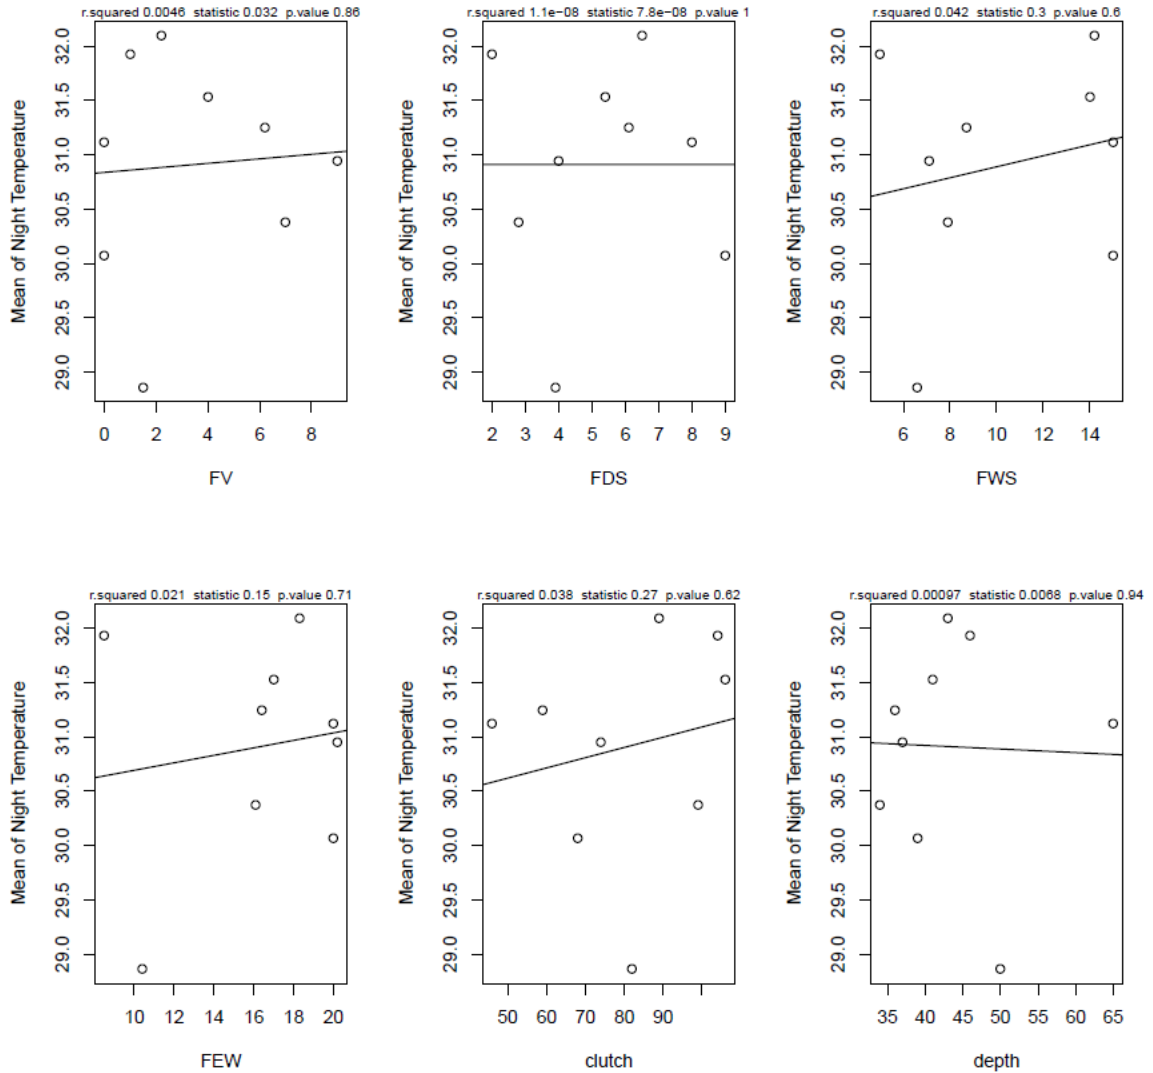 r.squared 0.0046 statistic 0.032 p.value 0.86
Mean of Night Temperature
32.0
31.5
31.0
30.5
30.0
29.5
29.0
0 2 4 6 8
FV
r.squared 1.1e−08 statistic 7.8e−08 p.value 1
Mean of Night Temperature
32.0
31.5
31.0
30.5
30.0
29.5
29.0
2 3 4 5 6 7 8 9
FDS
r.squared 0.042 statistic 0.3 p.value 0.6
Mean of Night Temperature
32.0
31.5
31.0
30.5
30.0
29.5
29.0
6 8 10 12 14
FWS
r.squared 0.021 statistic 0.15 p.value 0.71
Mean of Night Temperature
32.0
31.5
31.0
30.5
30.0
29.5
29.0
10 12 14 16 18 20
FEW
r.squared 0.038 statistic 0.27 p.value 0.62
Mean of Night Temperature
32.0
31.5
31.0
30.5
30.0
29.5
29.0
50 60 70 80 90
clutch
r.squared 0.00097 statistic 0.0068 p.value 0.94
Mean of Night Temperature
32.0
31.5
31.0
30.5
30.0
29.5
29.0
35 40 45 50 55 60 65
depth